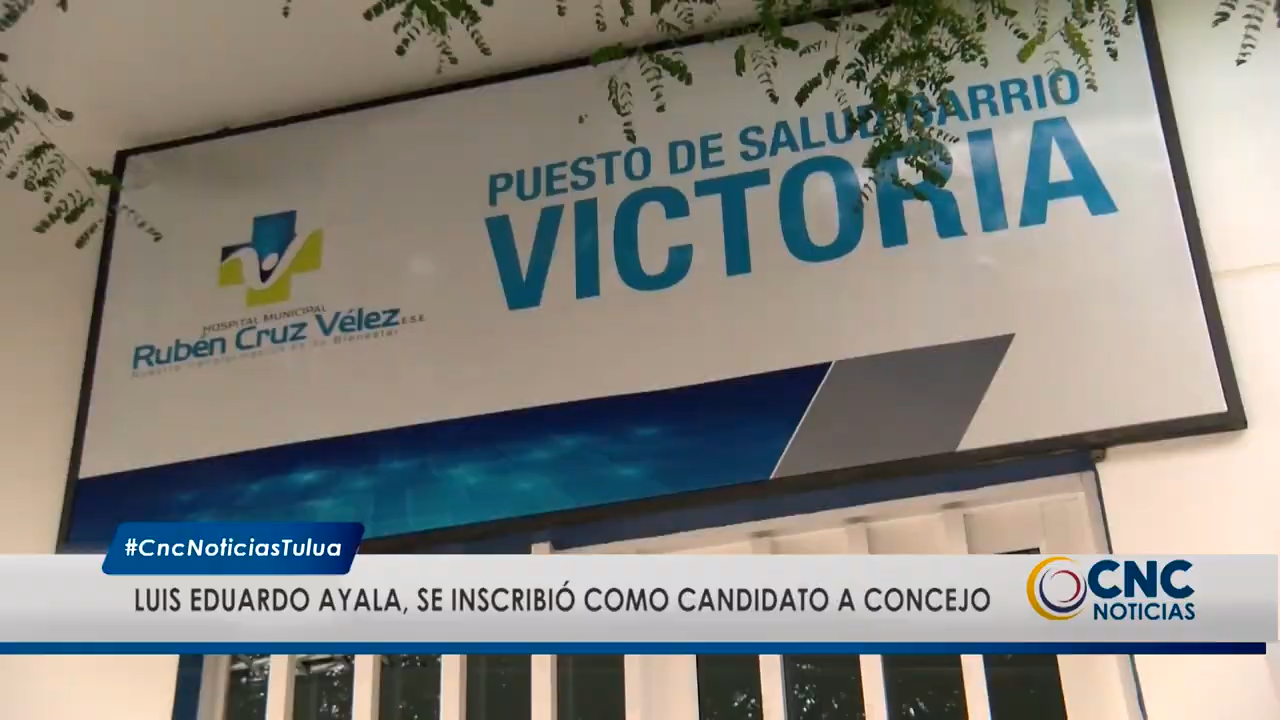 PUESTO DE SALUD BARRIO
VICTORIA
HOSPITAL MUNICIPAL
Rubén Cruz Vélez E.S.E
#CncNoticiasTulua
LUIS EDUARDO AYALA, SE INSCRIBIÓ COMO CANDIDATO A CONCEJO
CNC
NOTICIAS